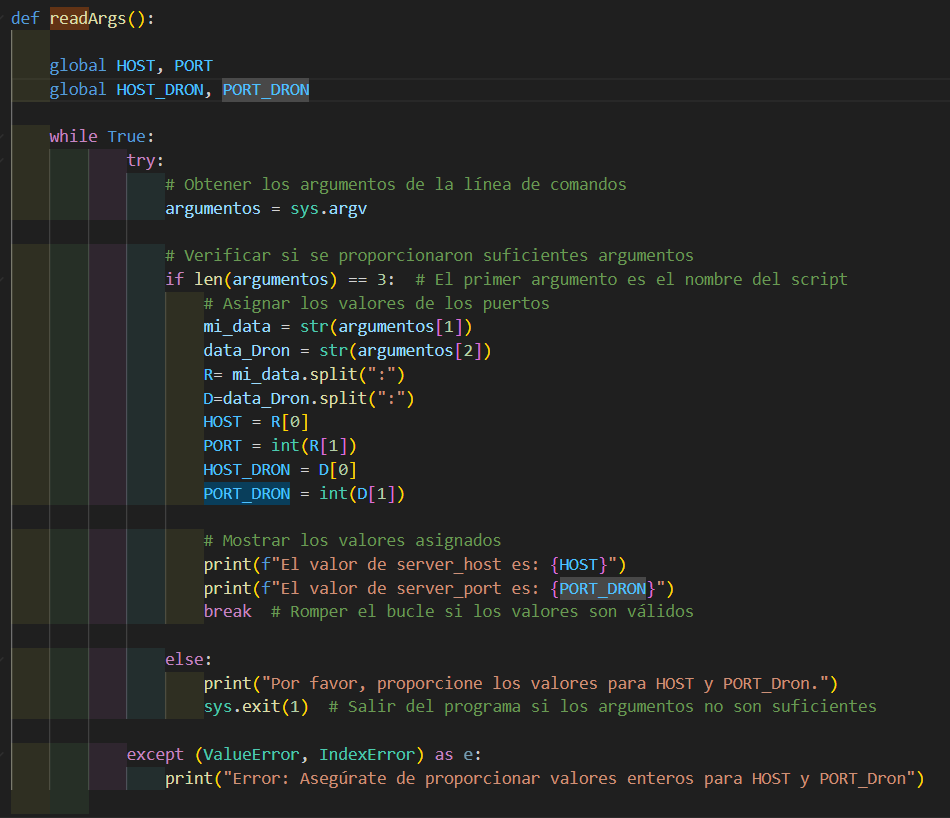 def readArgs():
global HOST, PORT
global HOST_DRON, PORT_DRON
while True:
try:
# Obtener los argumentos de la línea de comandos
argumentos = sys.argv
# Verificar si se proporcionaron suficientes argumentos
if len(argumentos) == 3:  # El primer argumento es el nombre del script
# Asignar los valores de los puertos
mi_data = str(argumentos[1])
data_Dron = str(argumentos[2])
R= mi_data.split(":")
D=data_Dron.split(":")
HOST = R[0]
PORT = int(R[1])
HOST_DRON = D[0]
PORT_DRON = int(D[1])
# Mostrar los valores asignados
print(f"El valor de server_host es: {HOST}")
print(f"El valor de server_port es: {PORT_DRON}")
break  # Romper el bucle si los valores son válidos
else:
print("Por favor, proporcione los valores para HOST y PORT_Dron.")
sys.exit(1)  # Salir del programa si los argumentos no son suficientes
except (ValueError, IndexError) as e:
print("Error: Asegúrate de proporcionar valores enteros para HOST y PORT_Dron")